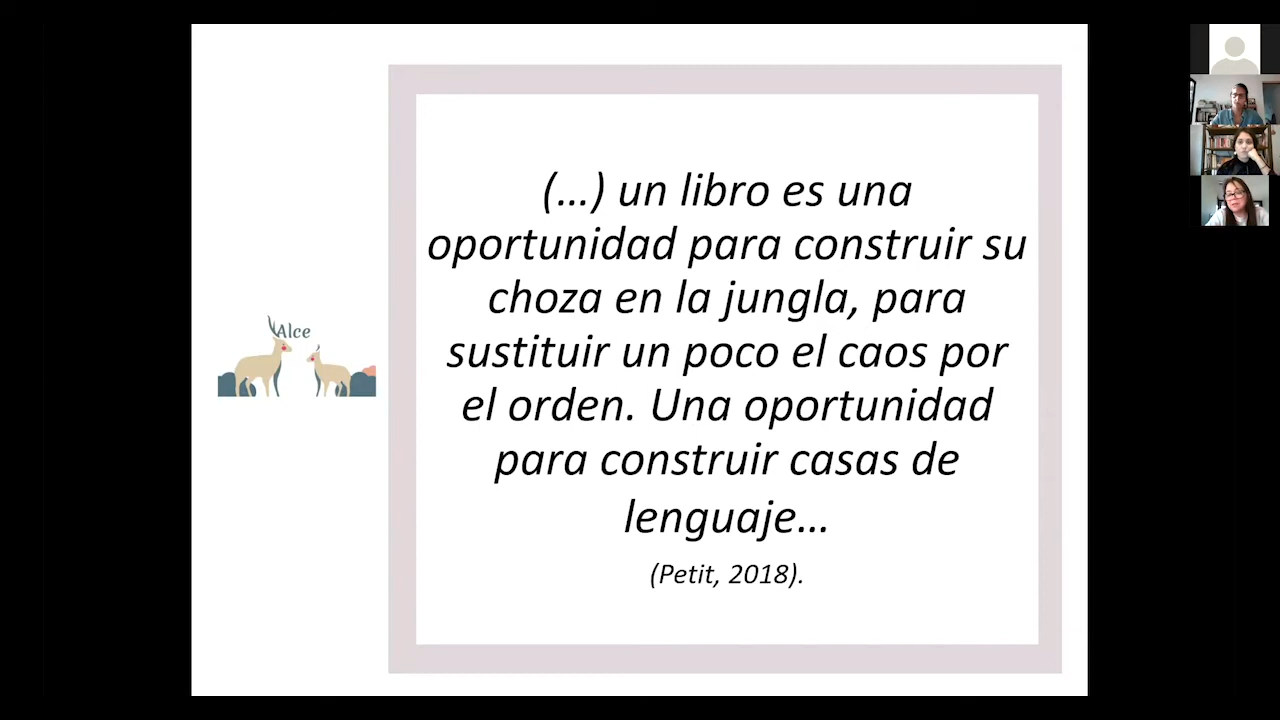 Alce
(...) un libro es una
oportunidad para construir su
choza en la jungla, para
sustituir un poco el caos por
el orden. Una oportunidad
para construir casas de
lenguaje...
(Petit, 2018).